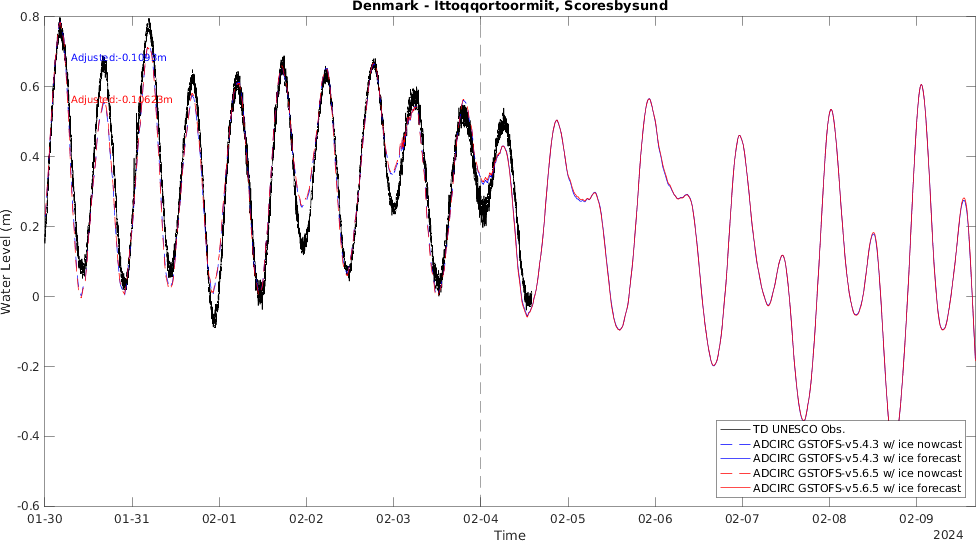 Denmark - Ittoqqortoormiit, Scoresbysund
0.8
0.6
0.4
0.2
0
-0.2
-0.4
-0.6
Water Level (m)
Adjusted:-0.1093m
Adjusted:-0.10623m
TD UNESCO Obs.
ADCIRC GSTOFS-v5.4.3 w/ ice nowcast
ADCIRC GSTOFS-v5.4.3 w/ ice forecast
ADCIRC GSTOFS-v5.6.5 w/ ice nowcast
ADCIRC GSTOFS-v5.6.5 w/ ice forecast
01-30 01-31 02-01 02-02 02-03 02-04 02-05 02-06 02-07 02-08 02-09
Time
2024